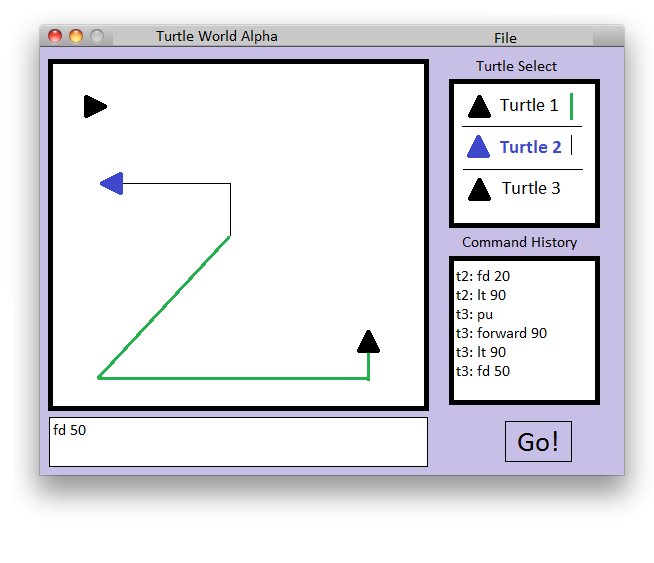 Turtle World Alpha
File
Turtle Select
Turtle 1
Turtle 2
Turtle 3
Command History
t2: fd 20
t2: lt 90
t3: pu
t3: forward 90
t3: lt 90
t3: fd 50
fd 50
Go!